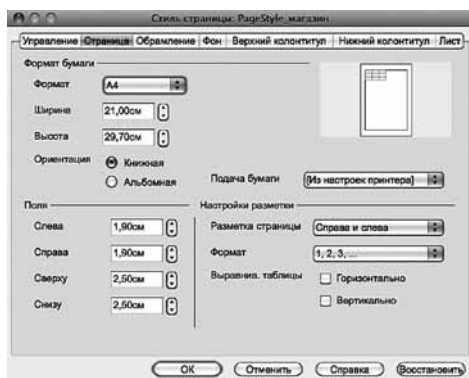 Стиль страницы: PageStyle_магазин
Управление Страница Обрамление Фон Верхний колонтитул Нижний колонтитул Лист
Формат бумаги
Формат A4
Ширина 21,00см
Высота 29,70см
Ориентация Книжная
Альбомная
Подача бумаги [Из настроек принтера]
Поля
Слева 1,90см
Справа 1,90см
Сверху 2,50см
Снизу 2,50см
Настройки разметки
Разметка страницы Справа и слева
Формат 1, 2, 3, ...
Выравнив. таблицы Горизонтально
Вертикально
OK Отменить Справка Восстановить